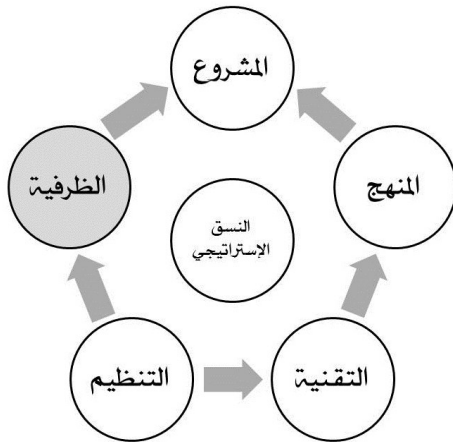 المشروع
المنهج
الظرفية
النسق
الإستراتيجي
التقنية
التنظيم